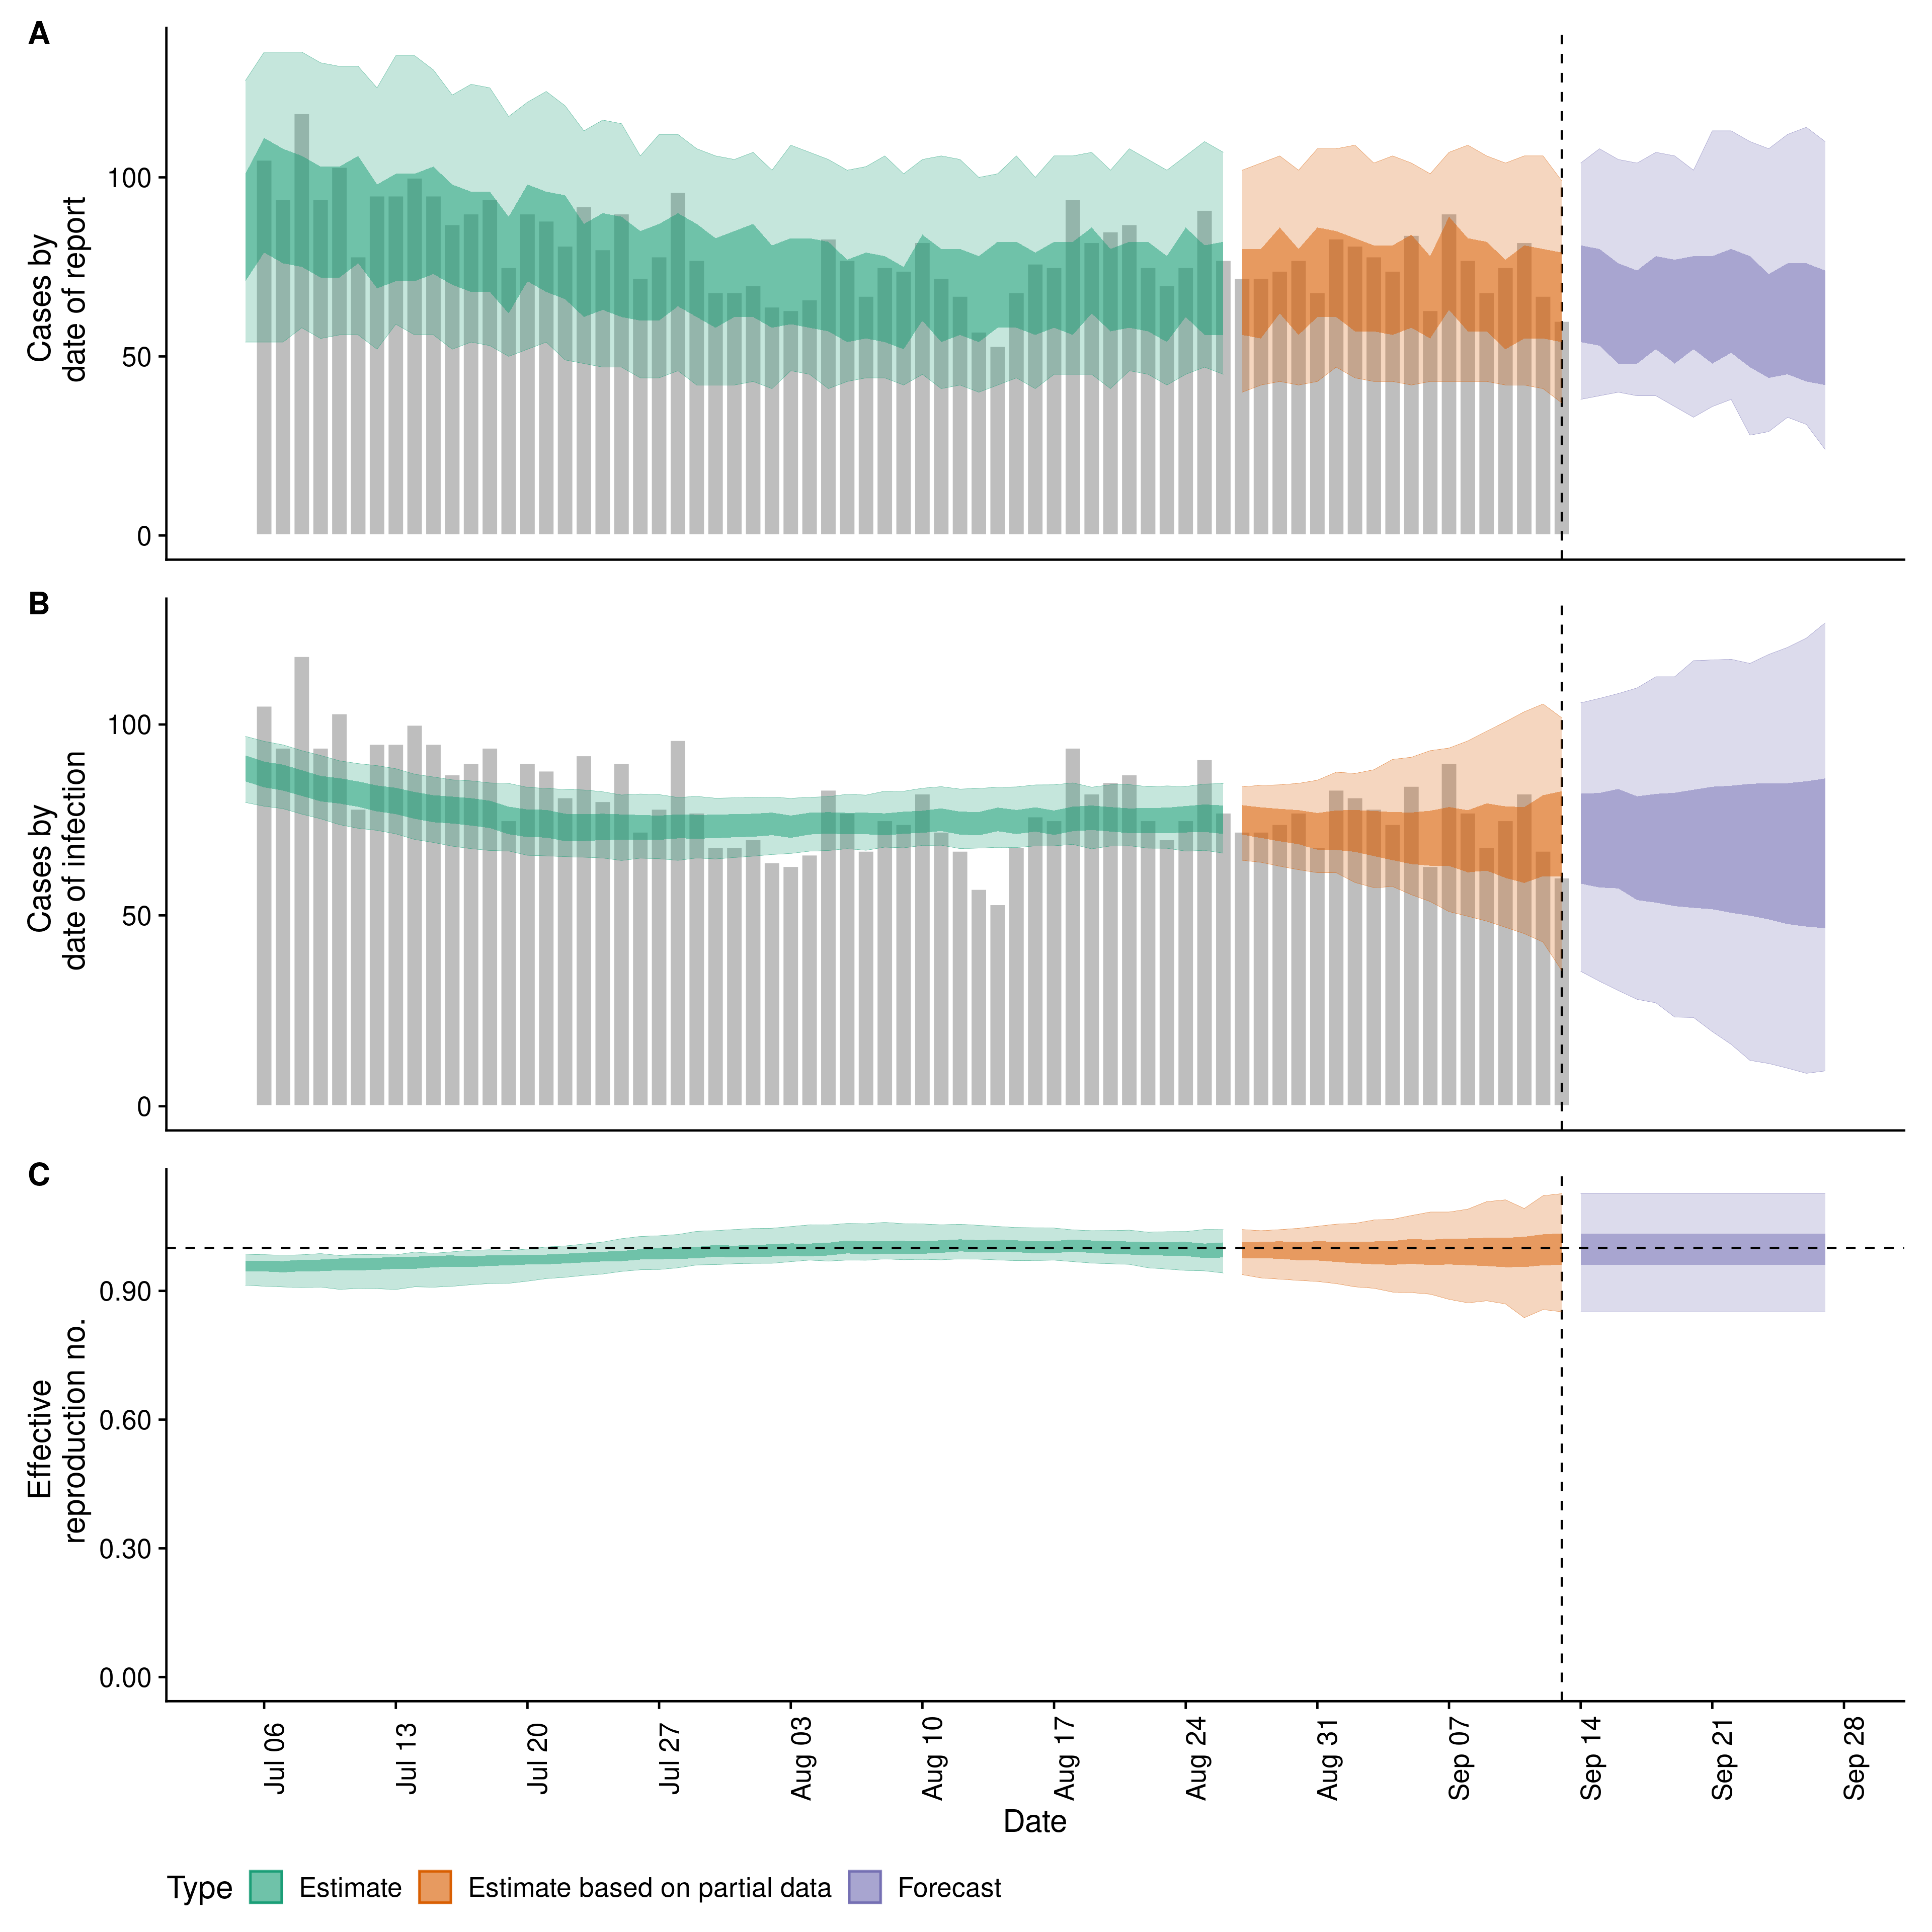 A
Cases by
date of report
100
50
0
B
Cases by
date of infection
100
50
0
C
Effective
reproduction no.
0.90
0.60
0.30
0.00
Jul 06
Jul 13
Jul 20
Jul 27
Aug 03
Aug 10
Aug 17
Aug 24
Aug 31
Sep 07
Sep 14
Sep 21
Sep 28
Date
Type Estimate Estimate based on partial data Forecast